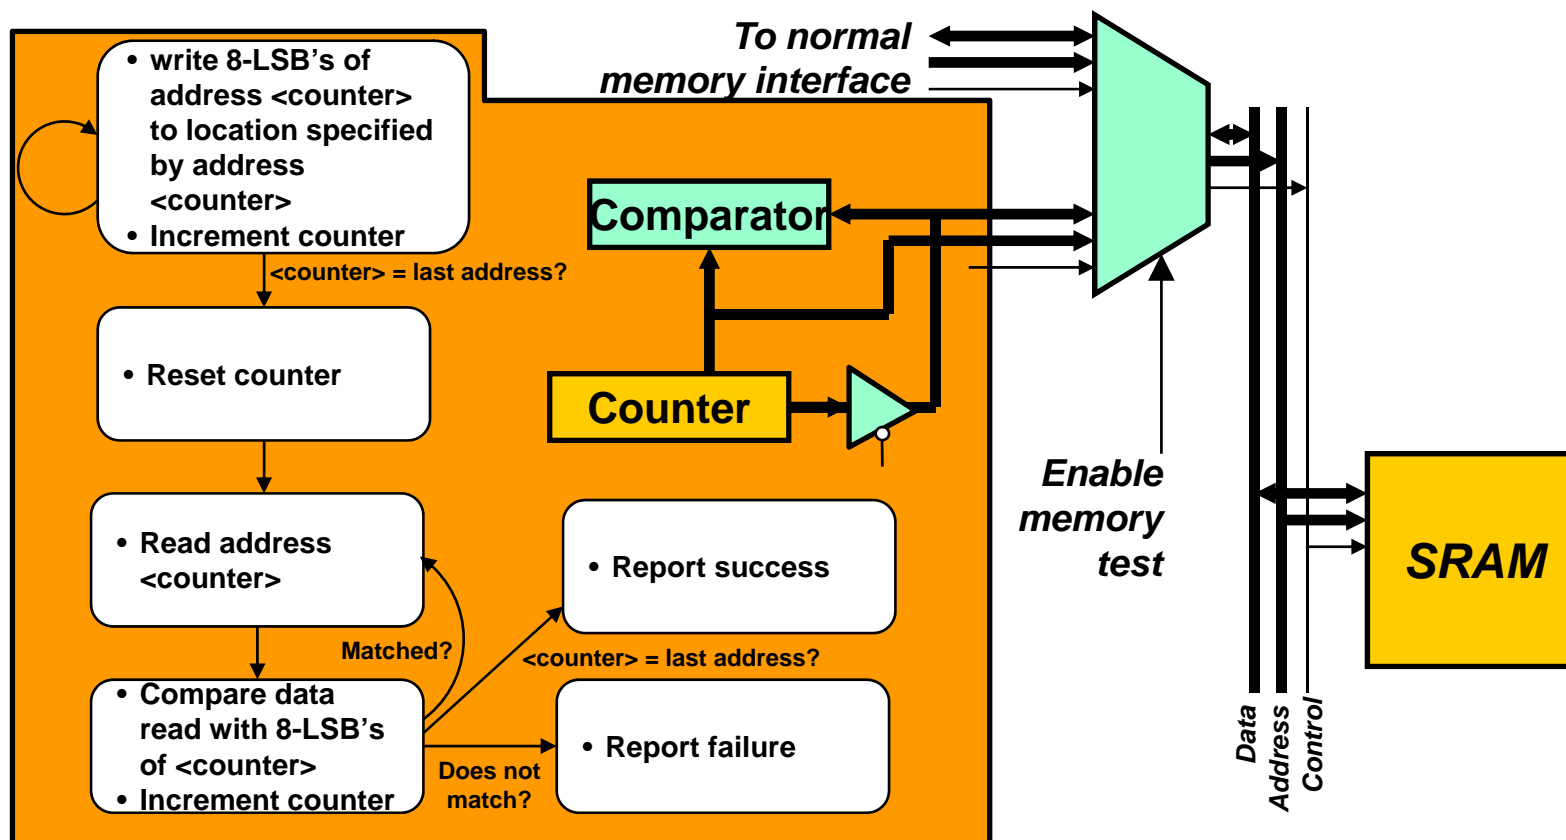 • write 8-LSB's of
address <counter>
to location specified
by address
<counter>
• Increment counter
<counter> = last address?
• Reset counter
• Read address
<counter>
Matched?
• Compare data
read with 8-LSB's
of <counter>
• Increment counter
Does not
match?
• Report success
<counter> = last address?
• Report failure
To normal
memory interface
Comparator
Counter
Enable
memory
test
Data
Address
Control
SRAM